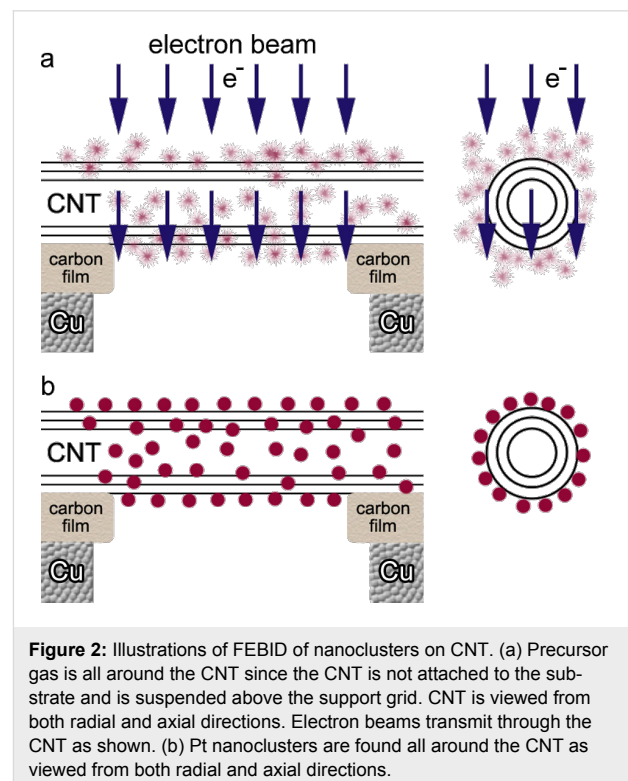 a
electron beam
e-
e-
CNT
carbon
film
carbon
film
Cu
Cu
b
CNT
carbon
film
carbon
film
Cu
Cu
Figure 2: Illustrations of FEBID of nanoclusters on CNT. (a) Precursor
gas is all around the CNT since the CNT is not attached to the sub-
strate and is suspended above the support grid. CNT is viewed from
both radial and axial directions. Electron beams transmit through the
CNT as shown. (b) Pt nanoclusters are found all around the CNT as
viewed from both radial and axial directions.